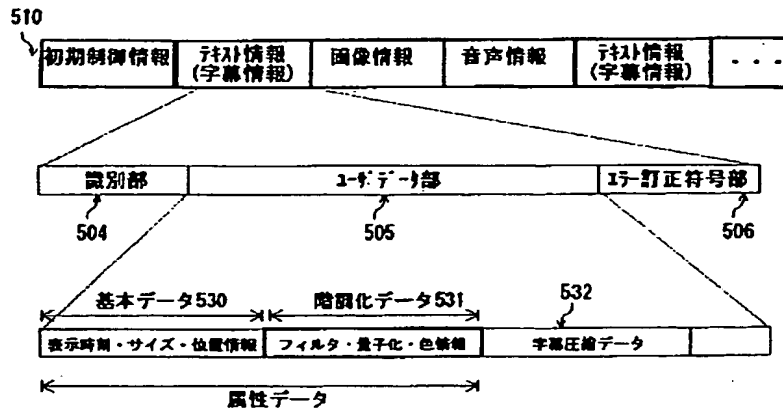 510
初期制御情報 テキスト情報 画像情報 音声情報 テキスト情報 ・・・
(字幕情報) (字幕情報)
識別部 ユーザデータ部 エラー訂正符号部
504 505 506
基本データ530 階調化データ531 532
表示時刻・サイズ・位置情報 フィルタ・量子化・色情報 字幕圧縮データ
属性データ